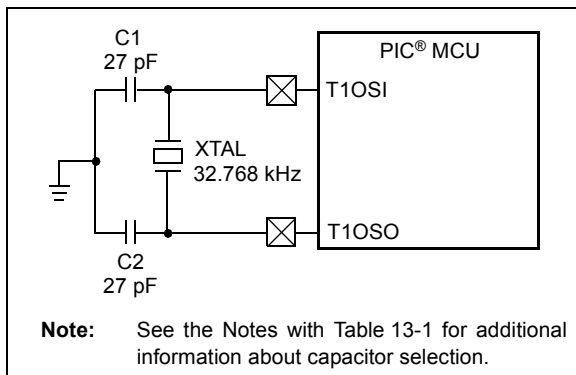 C1
27 pF
PIC® MCU
T1OSI
XTAL
32.768 kHz
T1OSO
C2
27 pF
Note: See the Notes with Table 13-1 for additional
information about capacitor selection.